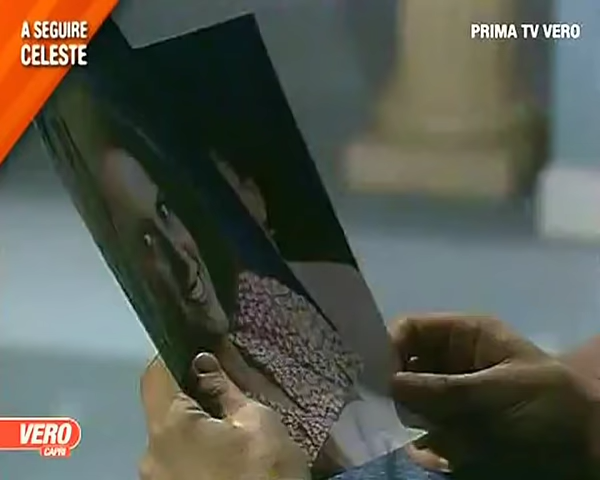 A SEGUIRE
CELESTE
PRIMA TV VERO
VERO
CAPRI